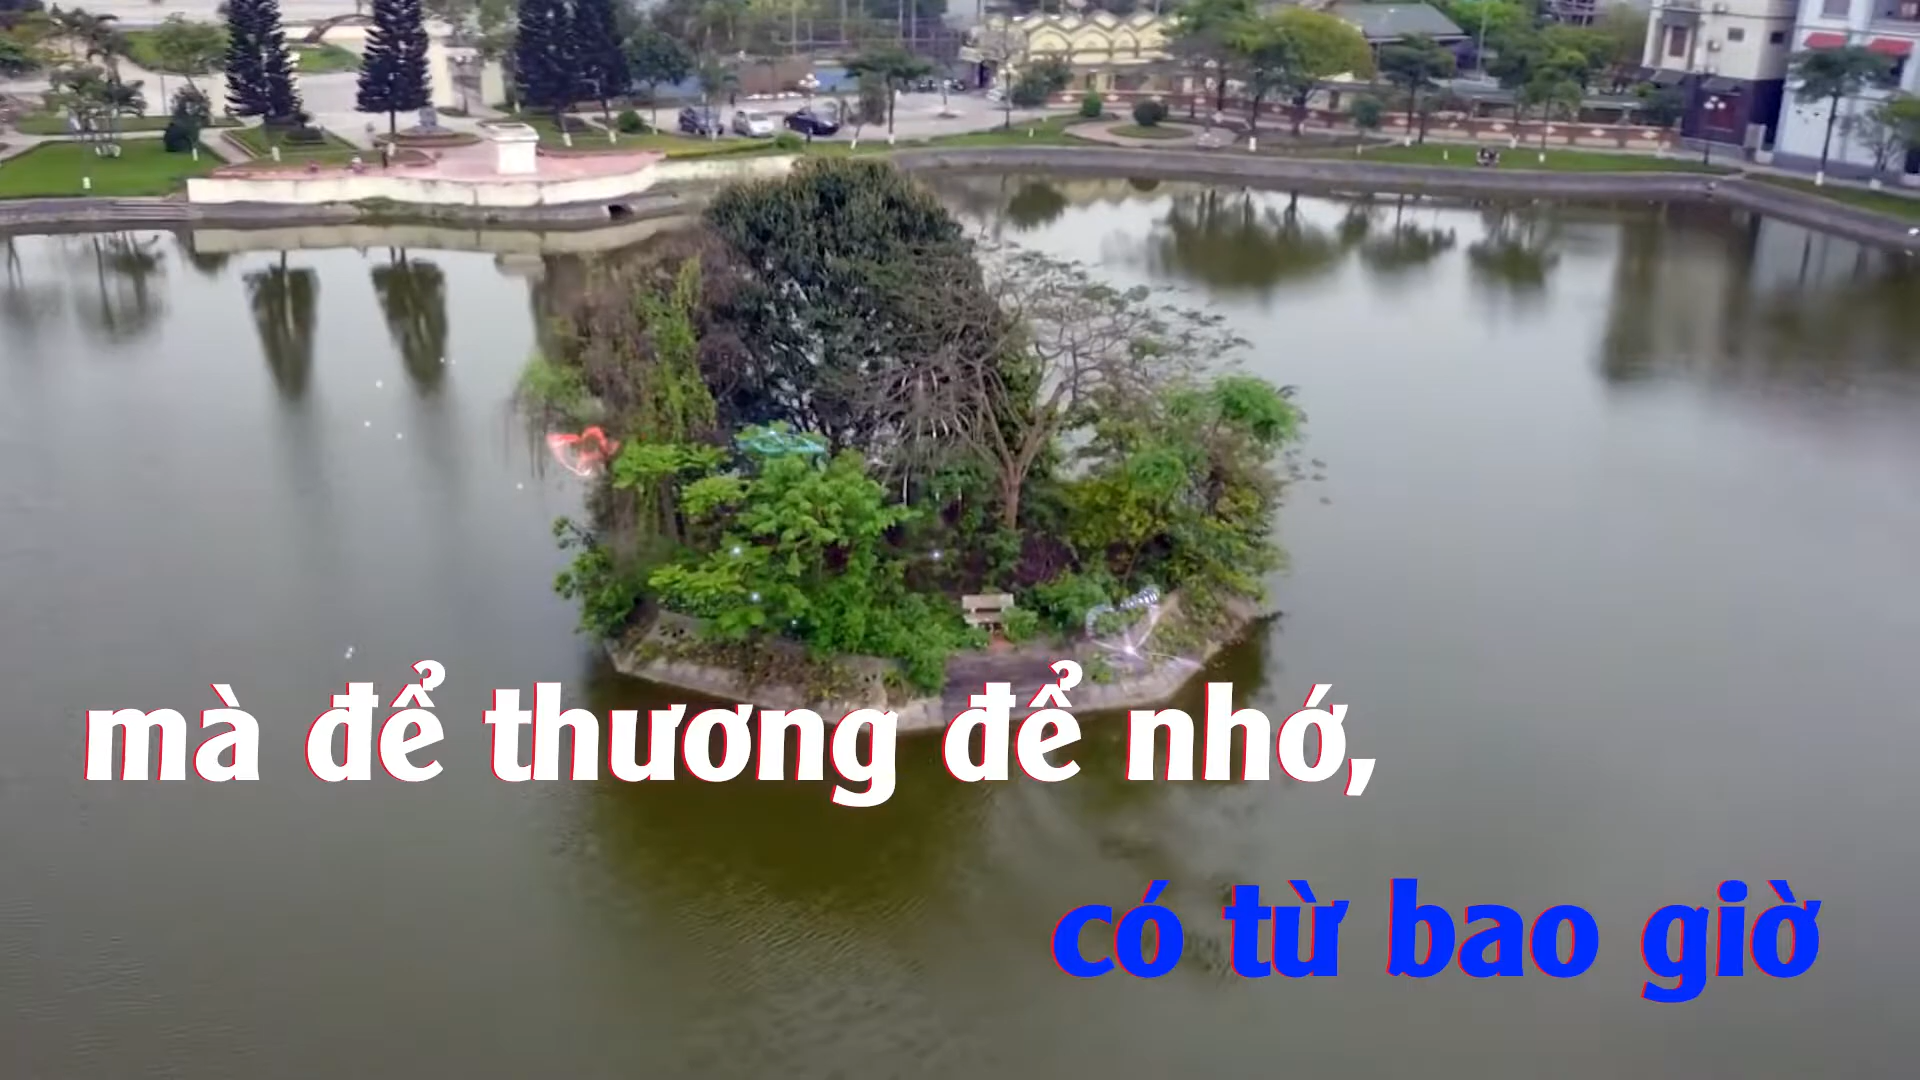 mà để thương để nhớ,
có từ bao giờ